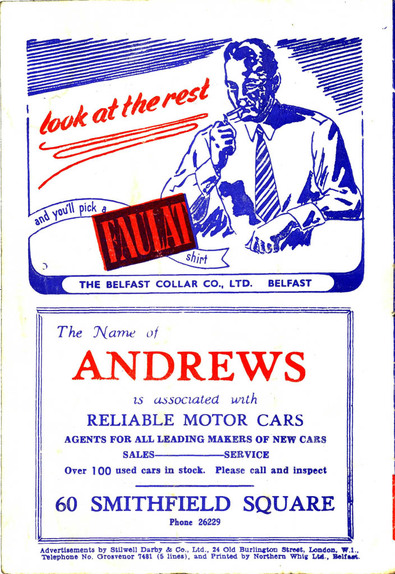 look at the rest
and you'll pick a
FAULAT
shirt
THE BELFAST COLLAR CO., LTD. BELFAST
The Name of
ANDREWS
is associated with
RELIABLE MOTOR CARS
AGENTS FOR ALL LEADING MAKERS OF NEW CARS
SALES————SERVICE
Over 100 used cars in stock. Please call and inspect
60 SMITHFIELD SQUARE
Phone 26229
Advertisements by Stilwell Darby & Co., Ltd., 24 Old Burlington Street, London, W.1.,
Telephone No. Grosvenor 7481 (5 lines), and Printed by Northern Whig Ltd., Belfast.